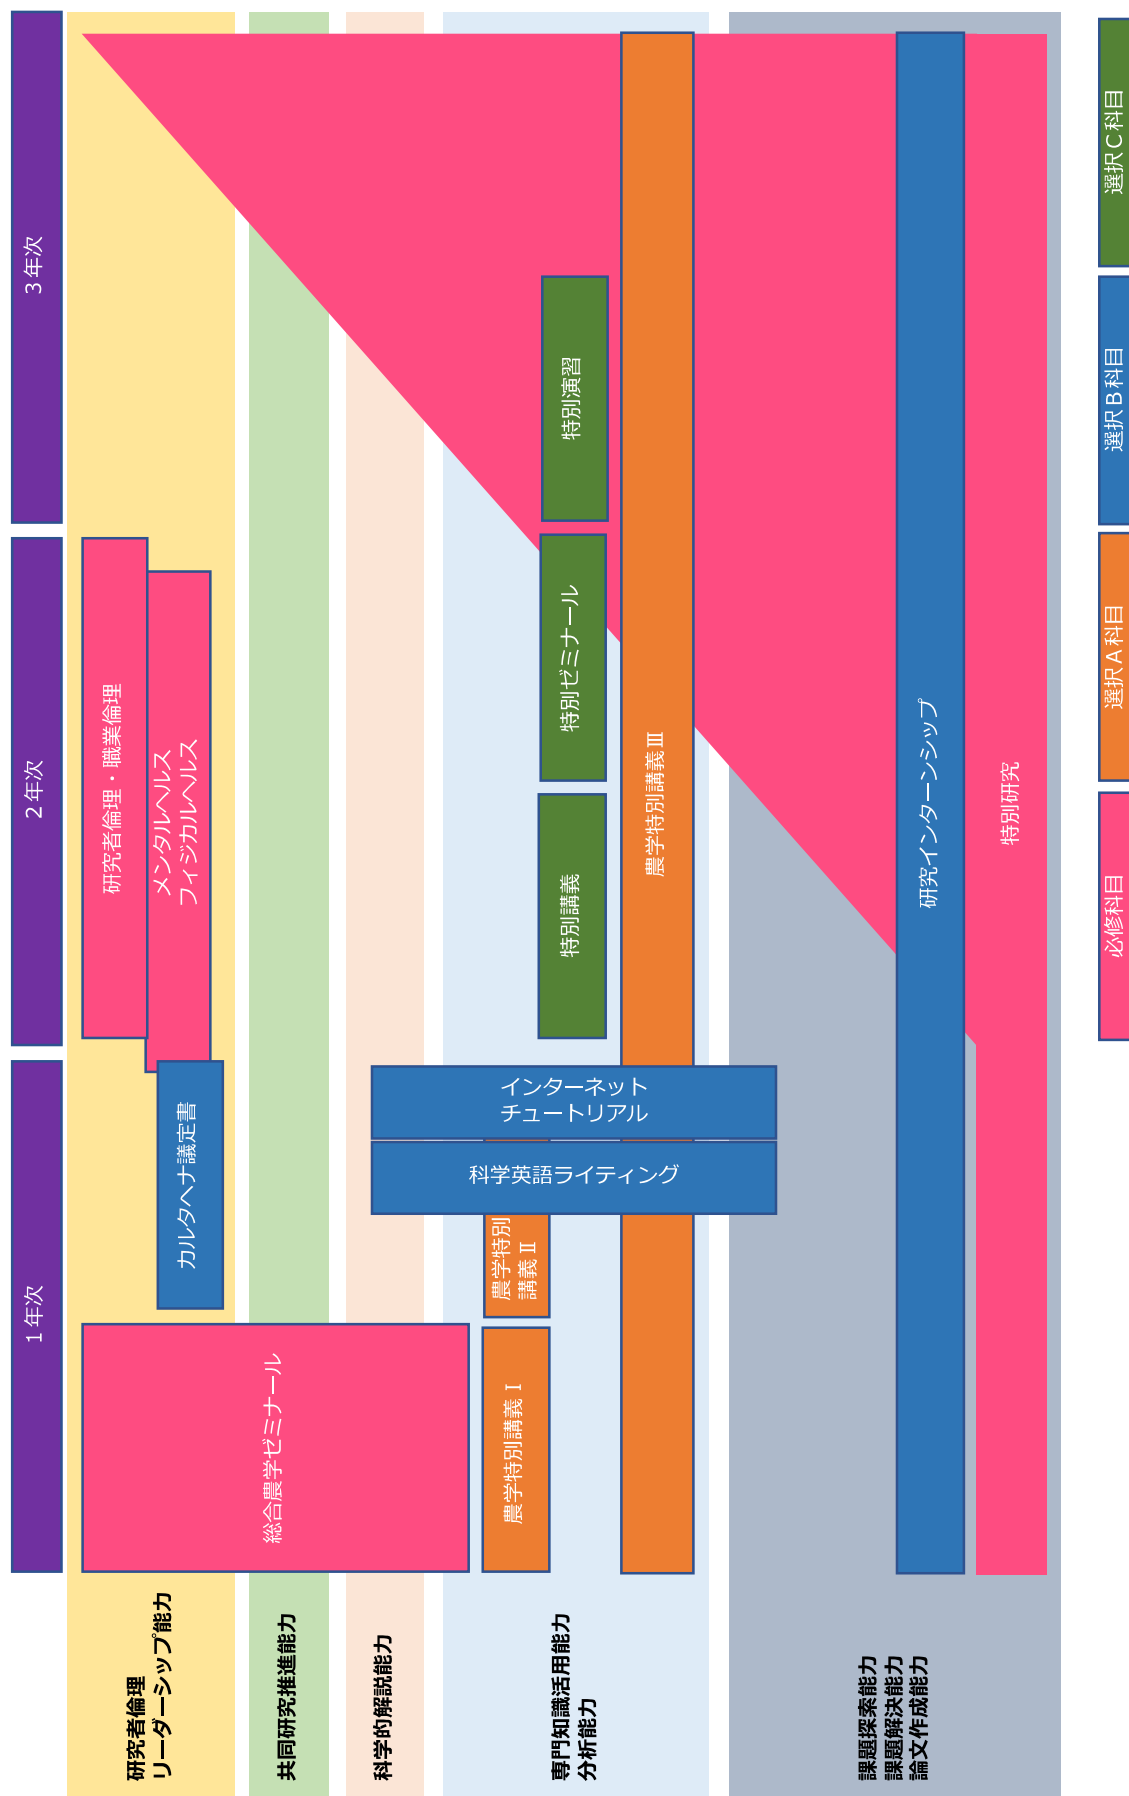 1年次
2年次
3年次
研究者倫理
リーダーシップ能力
共同研究推進能力
科学的解説能力
専門知識活用能力
分析能力
課題探索能力
課題解決能力
論文作成能力
総合農学ゼミナール
カルタヘナ議定書
研究者倫理・職業倫理
メンタルヘルス
フィジカルヘルス
農学特別講義Ⅰ
農学特別
講義Ⅱ
科学英語ライティング
インターネット
チュートリアル
特別講義
特別ゼミナール
特別演習
農学特別講義Ⅲ
研究インターンシップ
特別研究
必修科目
選択A科目
選択B科目
選択C科目